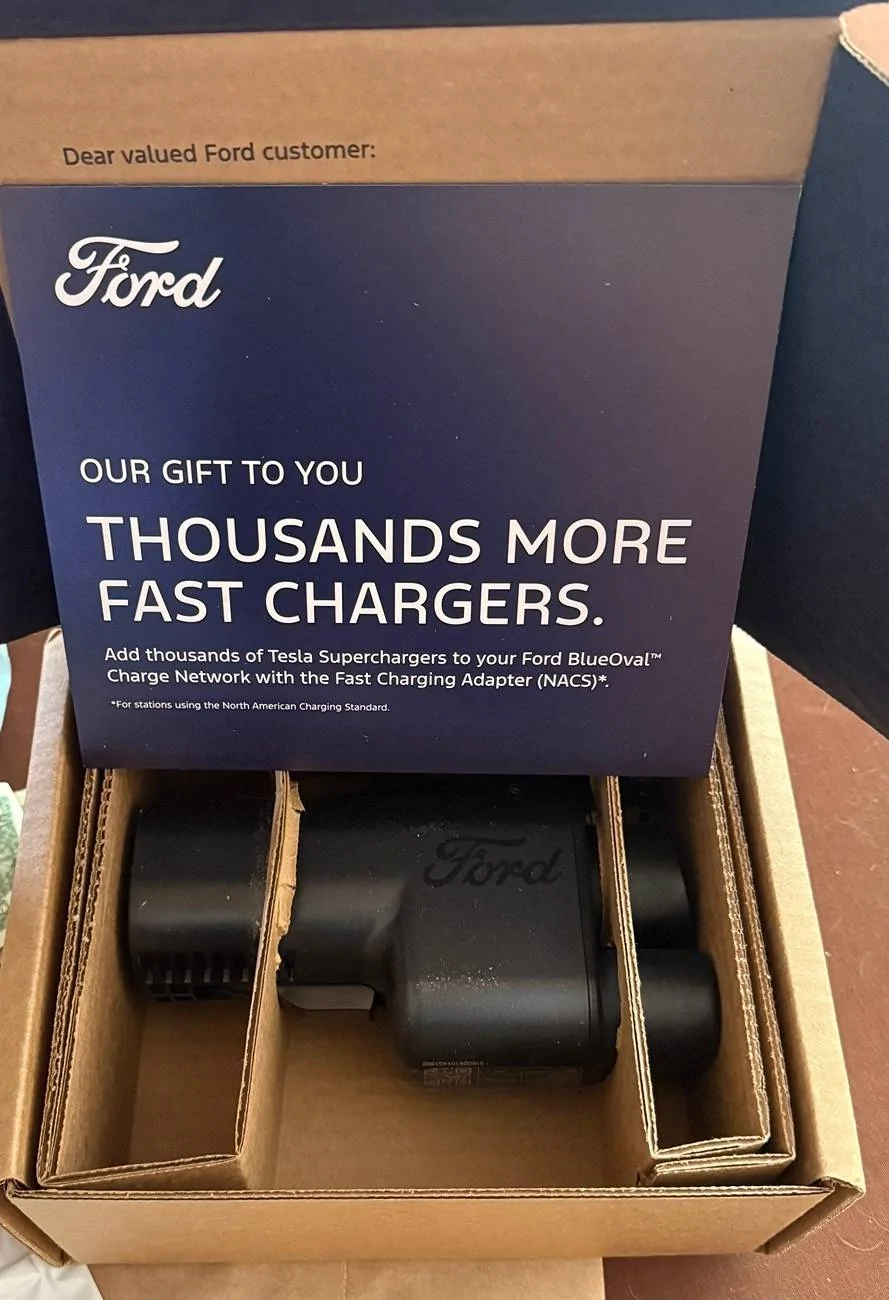 Dear valued Ford customer:
Ford
OUR GIFT TO YOU
THOUSANDS MORE
FAST CHARGERS.
Add thousands of Tesla Superchargers to your Ford BlueOval™
Charge Network with the Fast Charging Adapter (NACS)*.
*For stations using the North American Charging Standard.
Ford